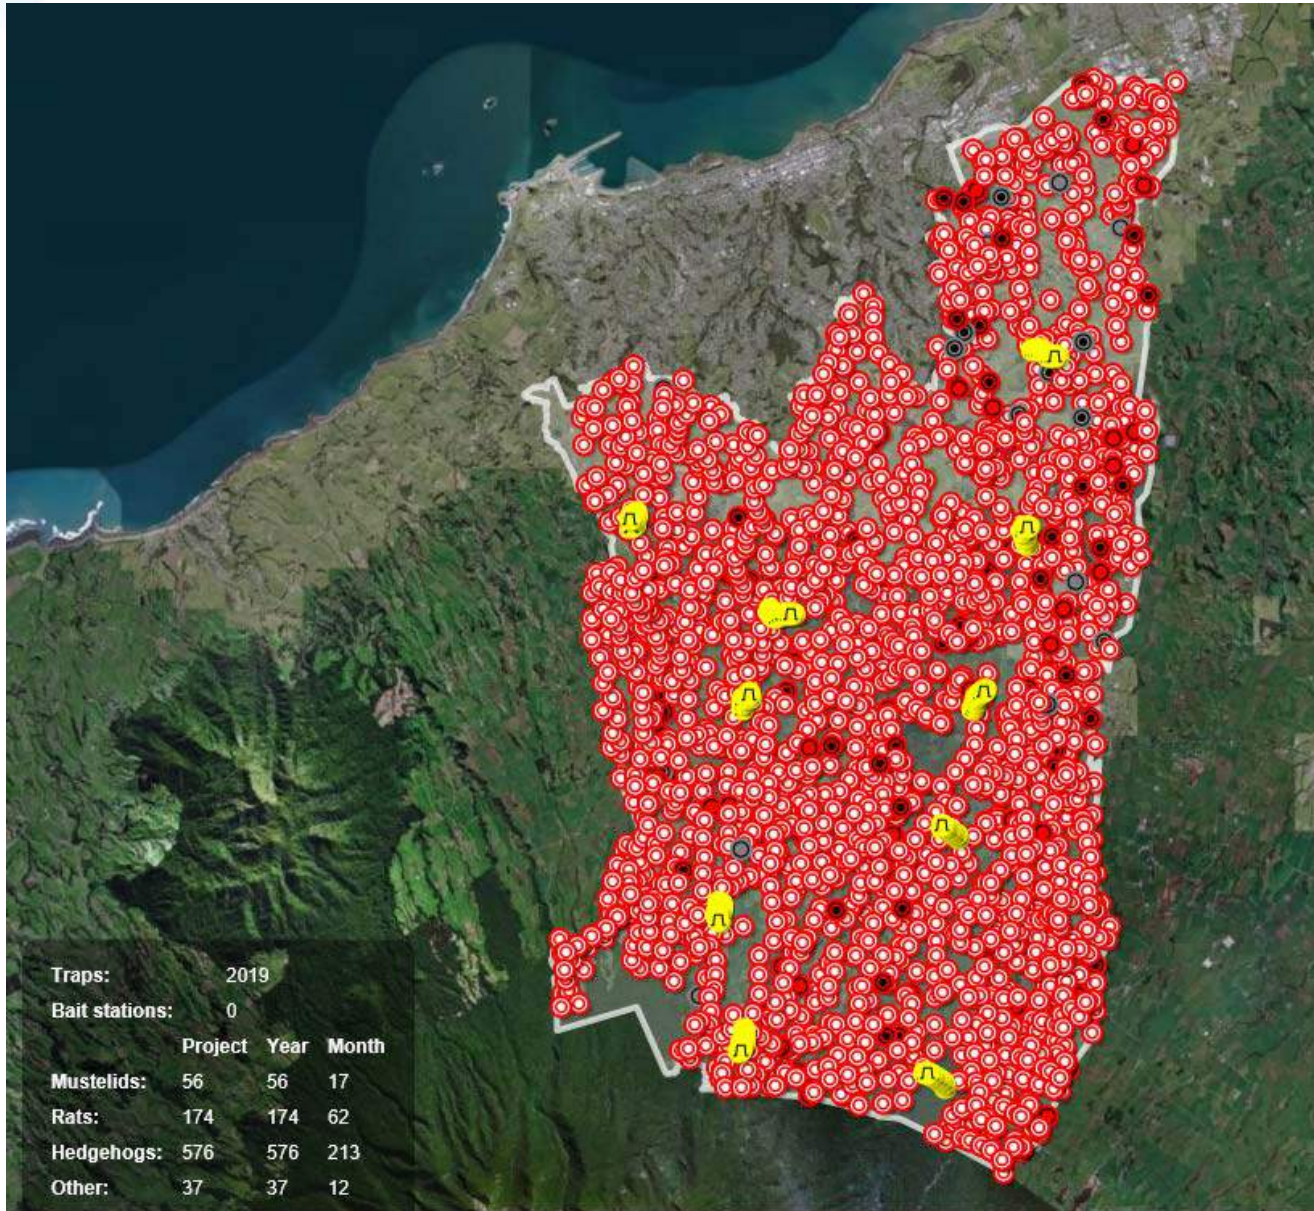 Traps: 2019
Bait stations: 0
Project Year Month
Mustelids: 56 56 17
Rats: 174 174 62
Hedgehogs: 576 576 213
Other: 37 37 12